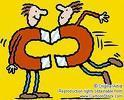 © Original Artist
Reproduction rights obtainable from
www.CartoonStock.com